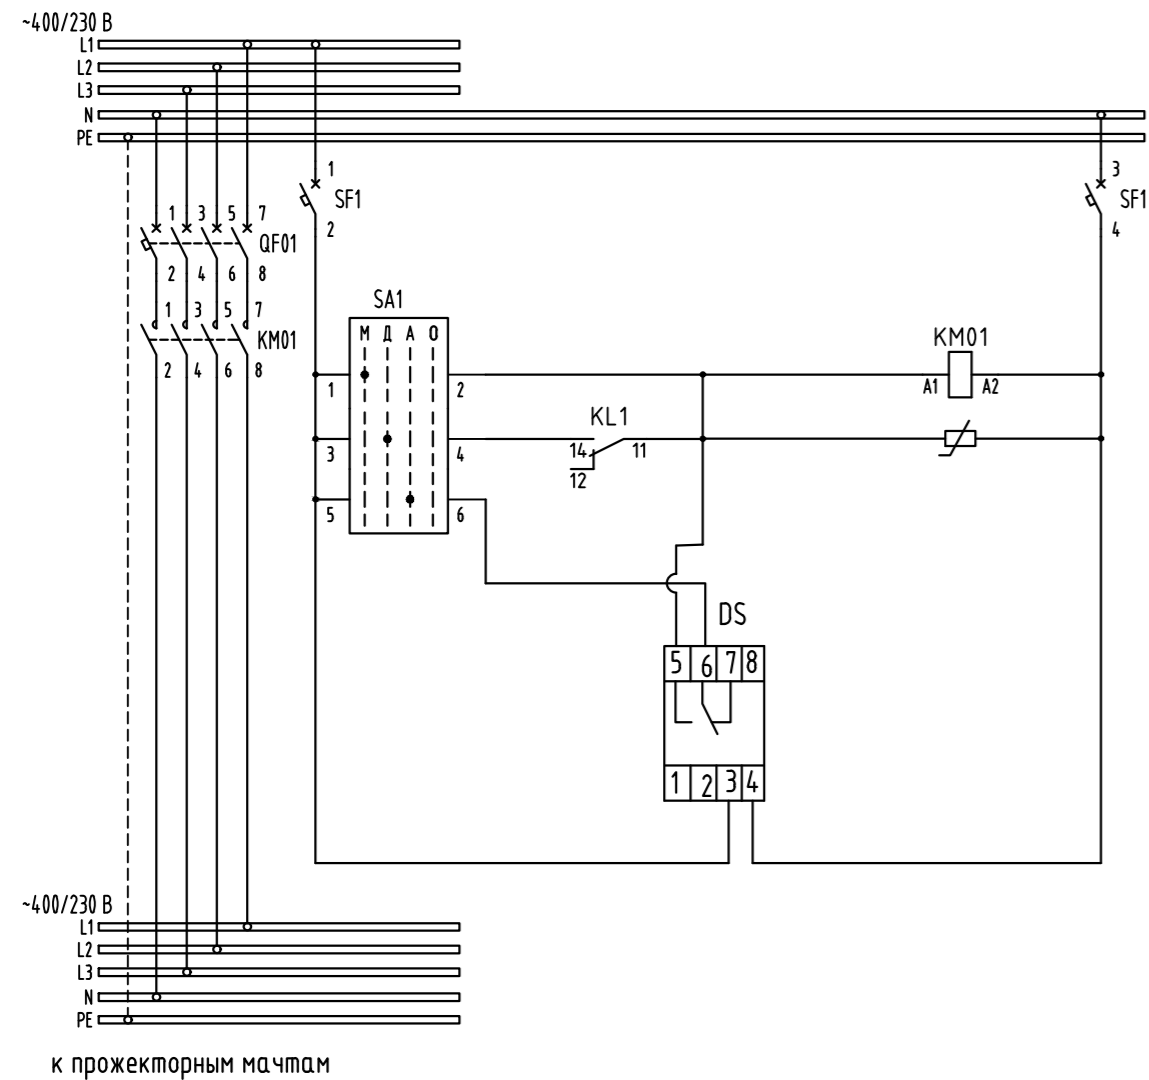 ~400/230 В
L1
L2
L3
N
PE
1
SF1
2
3
SF1
4
1 3 5 7
QF01
2 4 6 8
1 3 5 7
KM01
2 4 6 8
SA1
М Д А О
1 2
3 4
5 6
KM01
A1 A2
KL1
14 11
12
DS
5 6 7 8
1 2 3 4
~400/230 В
L1
L2
L3
N
PE
к прожекторным мачтам